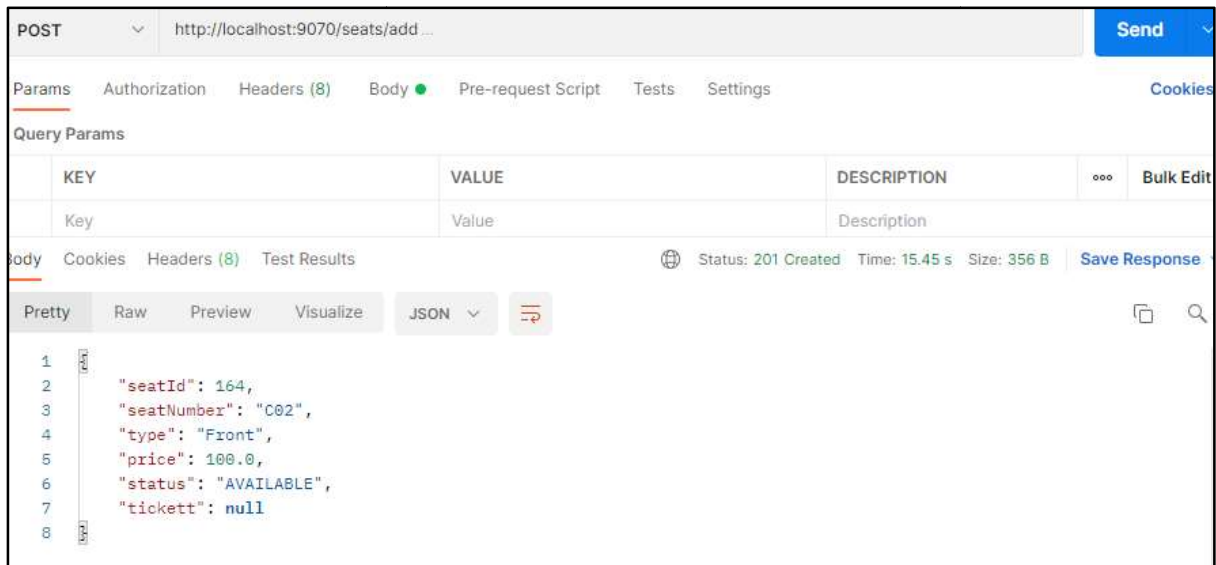 POST http://localhost:9070/seats/add ... Send
Params Authorization Headers (8) Body Pre-request Script Tests Settings Cookies
Query Params
KEY VALUE DESCRIPTION ooo Bulk Edit
Key Value Description
Body Cookies Headers (8) Test Results Status: 201 Created Time: 15.45 s Size: 356 B Save Response
Pretty Raw Preview Visualize JSON
1 {
2 "seatId": 164,
3 "seatNumber": "C02",
4 "type": "Front",
5 "price": 100.0,
6 "status": "AVAILABLE",
7 "tickett": null
8 }